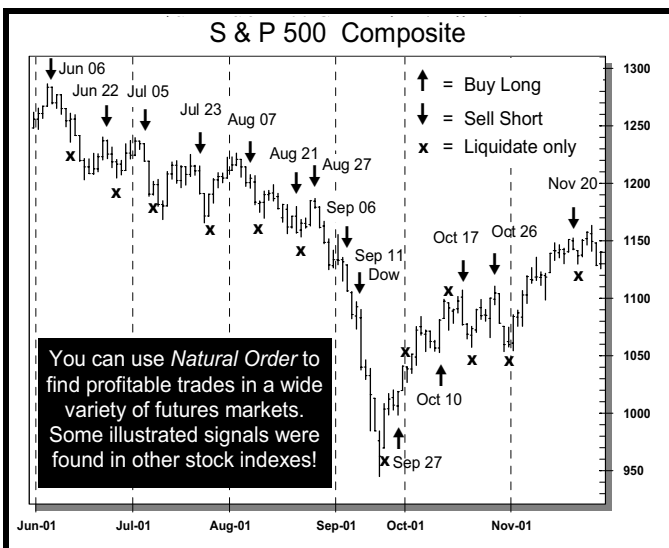 S & P 500 Composite
= Buy Long
= Sell Short
x = Liquidate only
Jun 06
Jun 22
Jul 05
Jul 23
Aug 07
Aug 21
Aug 27
Sep 06
Sep 11
Dow
Sep 27
Oct 10
Oct 17
Oct 26
Nov 20
x
x
x
x
x
x
x
x
x
x
x
x
1300
1250
1200
1150
1100
1050
1000
950
You can use Natural Order to
find profitable trades in a wide
variety of futures markets.
Some illustrated signals were
found in other stock indexes!
Jun-01
Jul-01
Aug-01
Sep-01
Oct-01
Nov-01